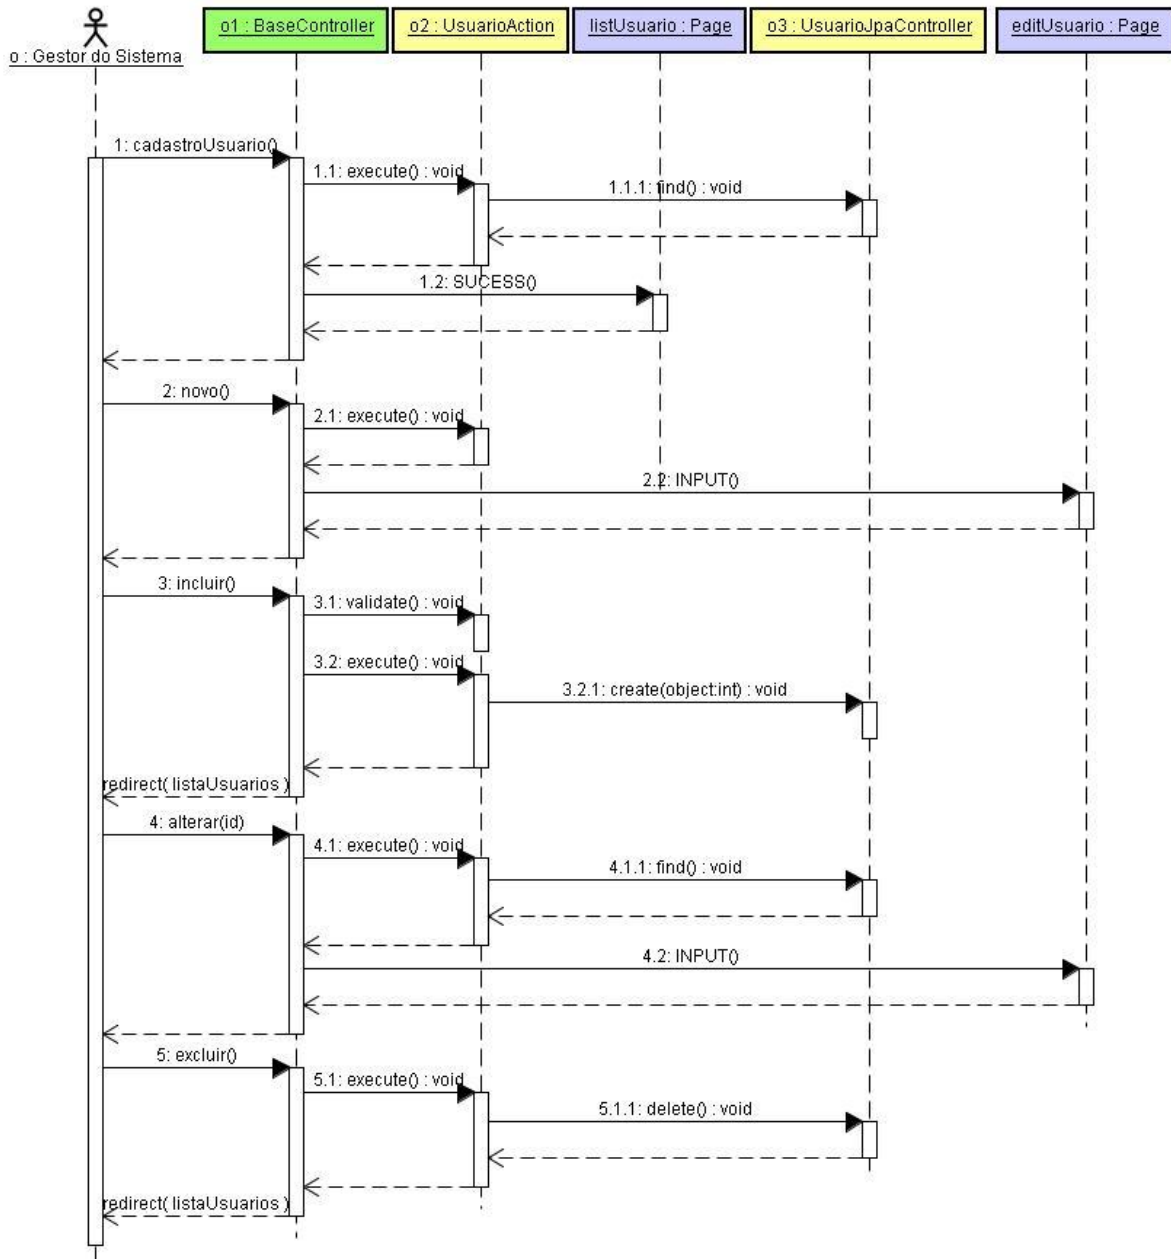 o : Gestor do Sistema
o1 : BaseController
o2 : UsuarioAction
listUsuario : Page
o3 : UsuarioJpaController
editUsuario : Page
1: cadastroUsuario()
1.1: execute() : void
1.1.1: find() : void
1.2: SUCESS()
2: novo()
2.1: execute() : void
2.2: INPUT()
3: incluir()
3.1: validate() : void
3.2: execute() : void
3.2.1: create(object:int) : void
redirect( listaUsuarios )
4: alterar(id)
4.1: execute() : void
4.1.1: find() : void
4.2: INPUT()
5: excluir()
5.1: execute() : void
5.1.1: delete() : void
redirect( listaUsuarios )